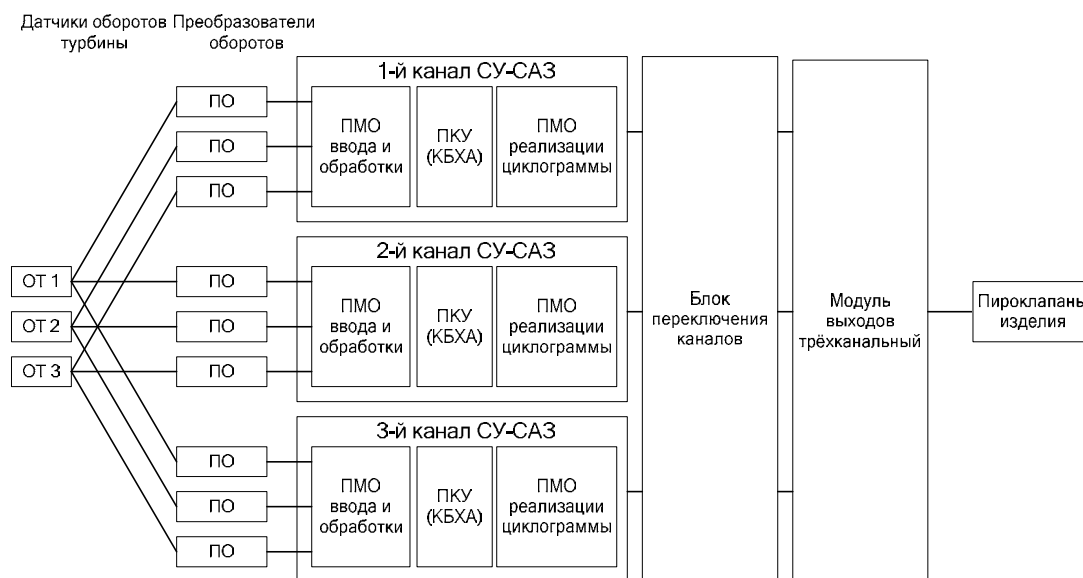 Датчики оборотов
турбины
Преобразователи
оборотов
1-й канал СУ-САЗ
ПО
ПО
ПО
ПМО
ввода и
обработки
ПКУ
(КБХА)
ПМО
реализации
циклограммы
2-й канал СУ-САЗ
ОТ 1
ОТ 2
ОТ 3
ПО
ПО
ПО
ПМО
ввода и
обработки
ПКУ
(КБХА)
ПМО
реализации
циклограммы
3-й канал СУ-САЗ
ПО
ПО
ПО
ПМО
ввода и
обработки
ПКУ
(КБХА)
ПМО
реализации
циклограммы
Блок
переключения
каналов
Модуль
выходов
трёхканальный
Пироклапаны
изделия